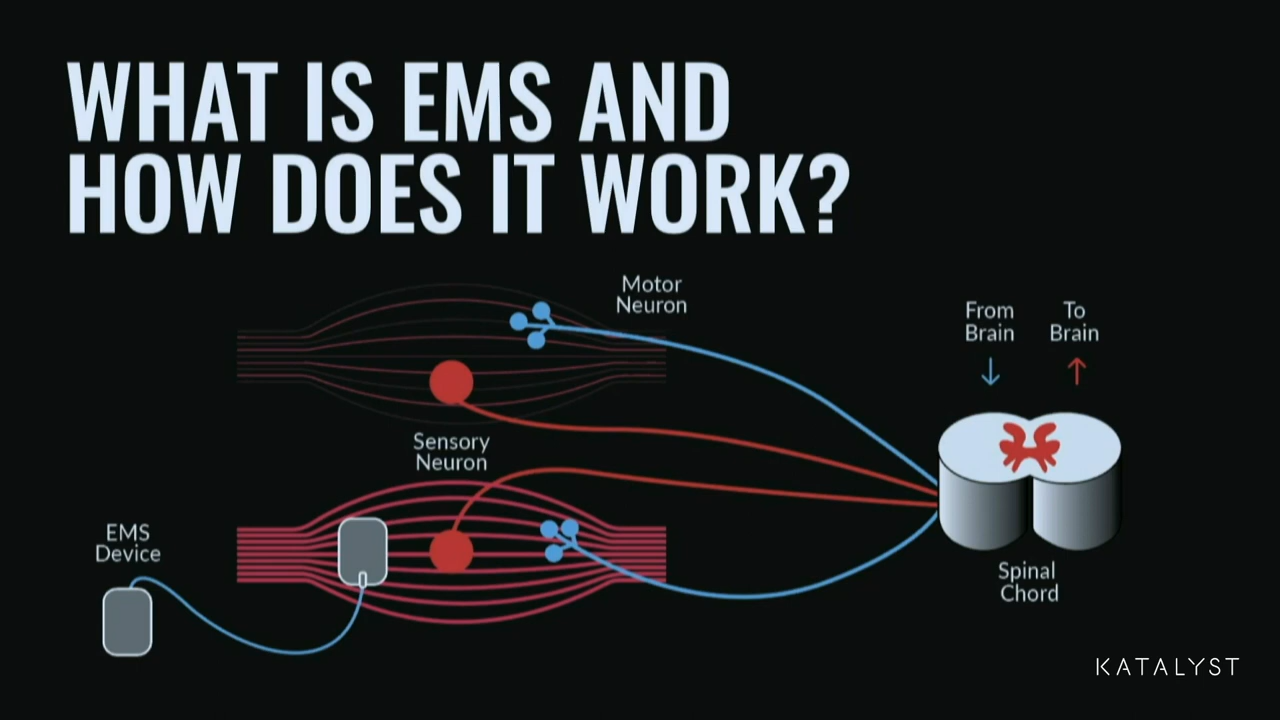 WHAT IS EMS AND
HOW DOES IT WORK?
Motor
Neuron
From
Brain
To
Brain
Sensory
Neuron
EMS
Device
Spinal
Chord
KATALYST